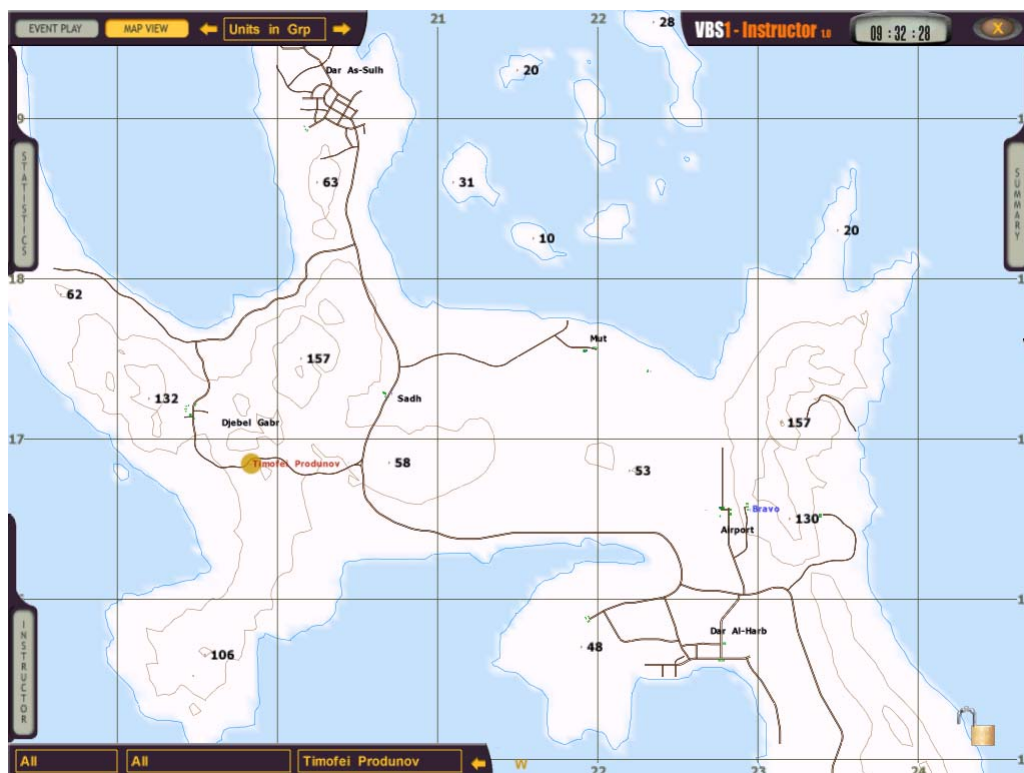 EVENT PLAY
MAP VIEW
Units in Grp
21
22
28
VBS1 - Instructor 1.0
09 : 32 : 28
X
Dar As-Sulh
20
STATISTICS
SUMMARY
63
31
10
20
18
62
157
Mut
132
Sadh
Djebel Gabr
157
17
Timofei Produnov
58
53
Bravo
130
Airport
INSTRUCTOR
Dar Al-Harb
48
106
All
All
Timofei Produnov
W
22
23
24